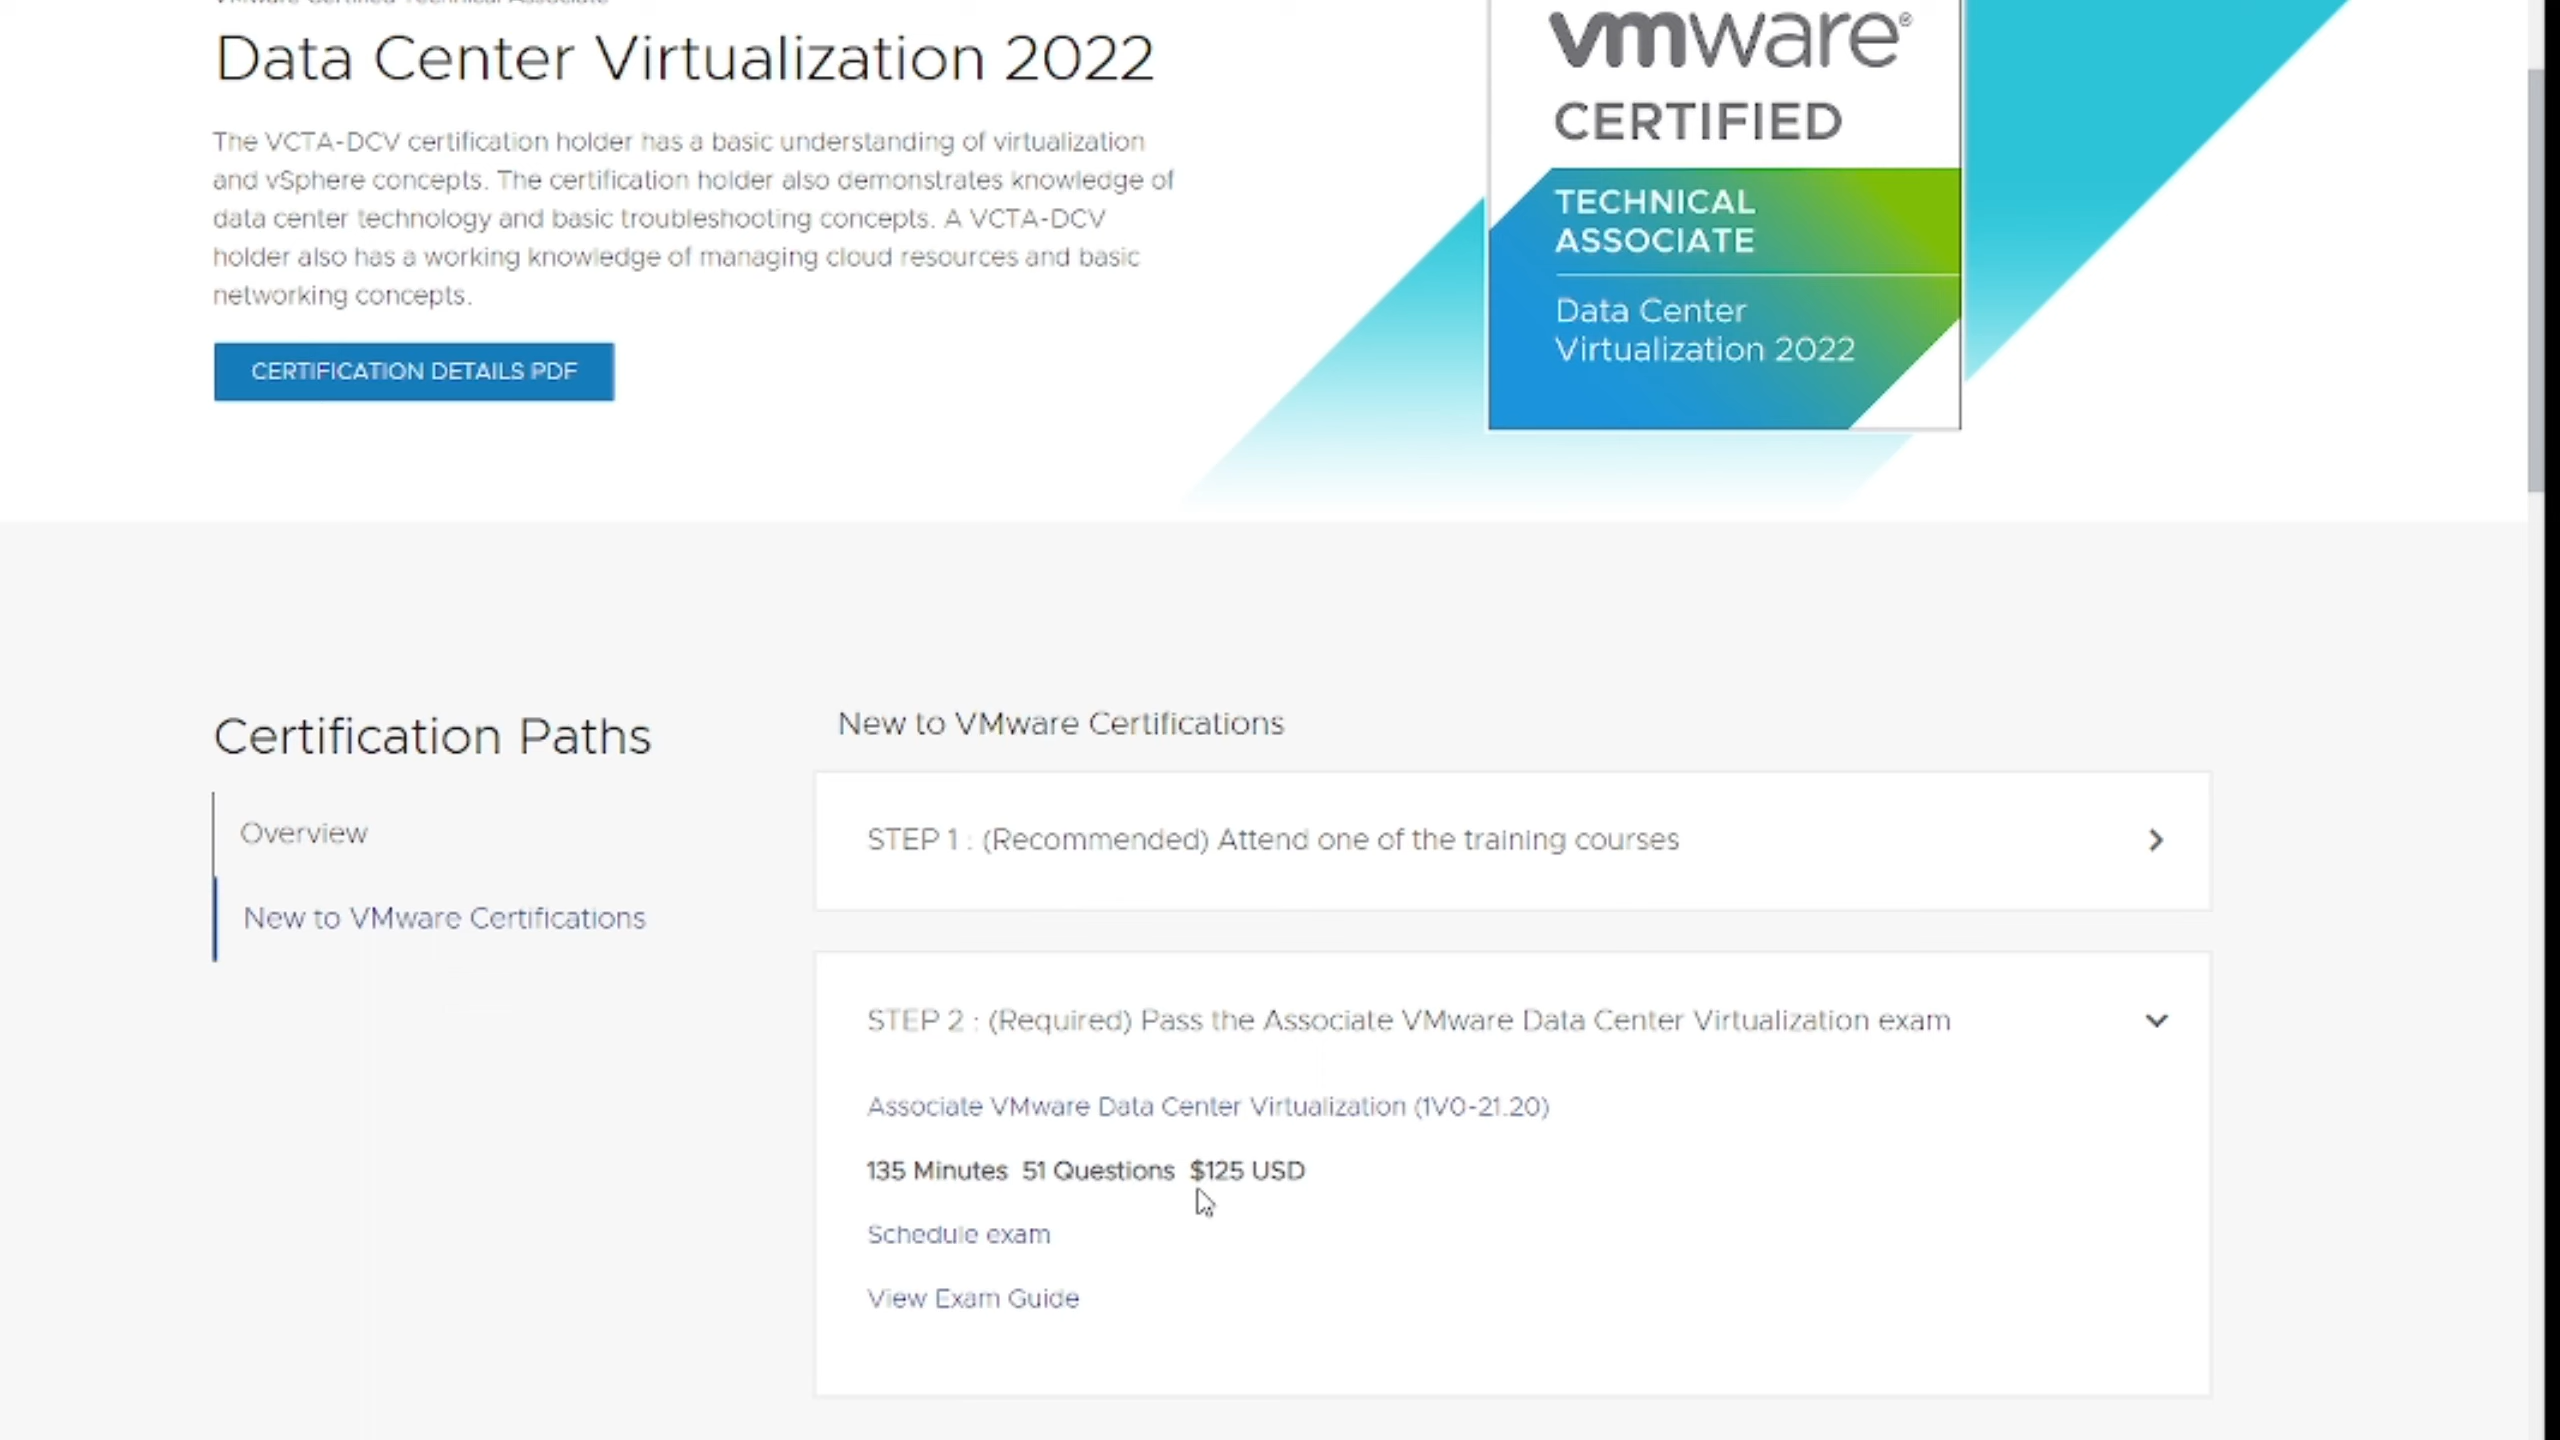 VMware Certified Technical Associate
Data Center Virtualization 2022
The VCTA-DCV certification holder has a basic understanding of virtualization
and vSphere concepts. The certification holder also demonstrates knowledge of
data center technology and basic troubleshooting concepts. A VCTA-DCV
holder also has a working knowledge of managing cloud resources and basic
networking concepts.
CERTIFICATION DETAILS PDF
vmware®
CERTIFIED
TECHNICAL
ASSOCIATE
Data Center
Virtualization 2022
Certification Paths
Overview
New to VMware Certifications
New to VMware Certifications
STEP 1 : (Recommended) Attend one of the training courses
STEP 2 : (Required) Pass the Associate VMware Data Center Virtualization exam
Associate VMware Data Center Virtualization (1V0-21.20)
135 Minutes 51 Questions $125 USD
Schedule exam
View Exam Guide